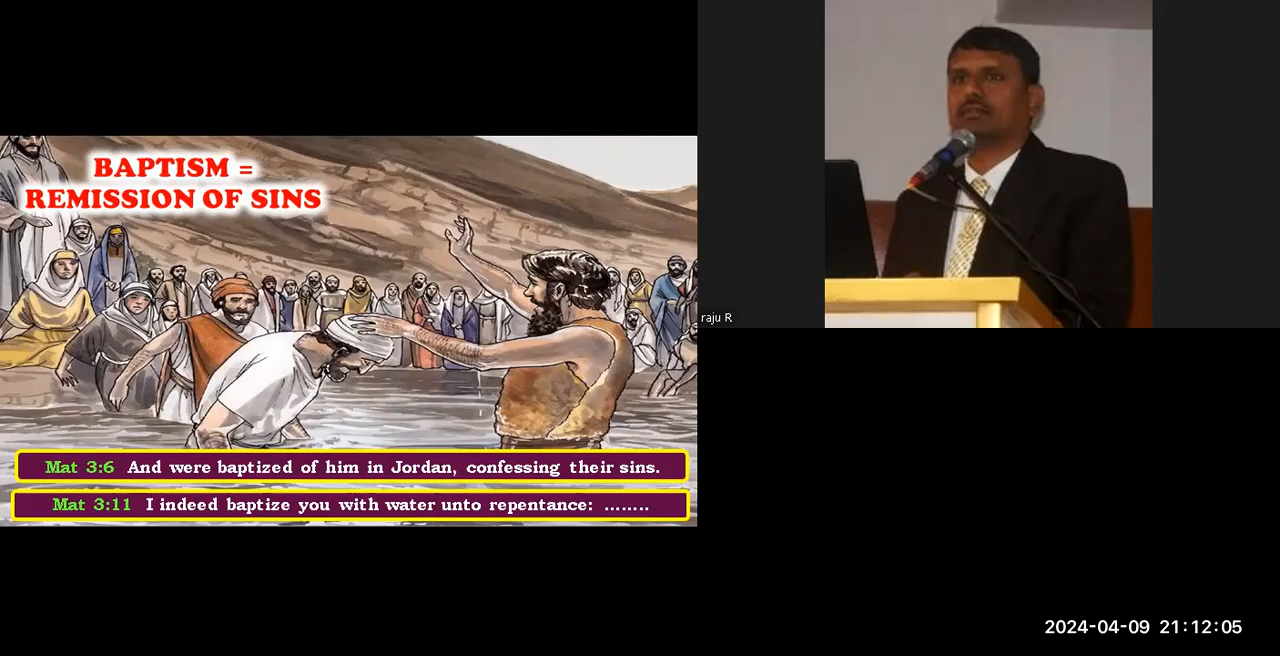 BAPTISM =
REMISSION OF SINS
Mat 3:6 And were baptized of him in Jordan, confessing their sins.
Mat 3:11 I indeed baptize you with water unto repentance: ........
raju R
2024-04-09 21:12:05